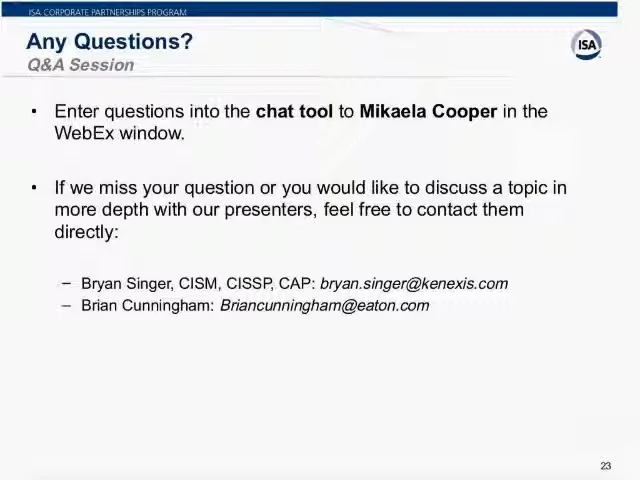 ISA CORPORATE PARTNERSHIPS PROGRAM
Any Questions?
ISA
Q&A Session
• Enter questions into the chat tool to Mikaela Cooper in the
WebEx window.
• If we miss your question or you would like to discuss a topic in
more depth with our presenters, feel free to contact them
directly:
– Bryan Singer, CISM, CISSP, CAP: bryan.singer@kenexis.com
– Brian Cunningham: Briancunningham@eaton.com
23